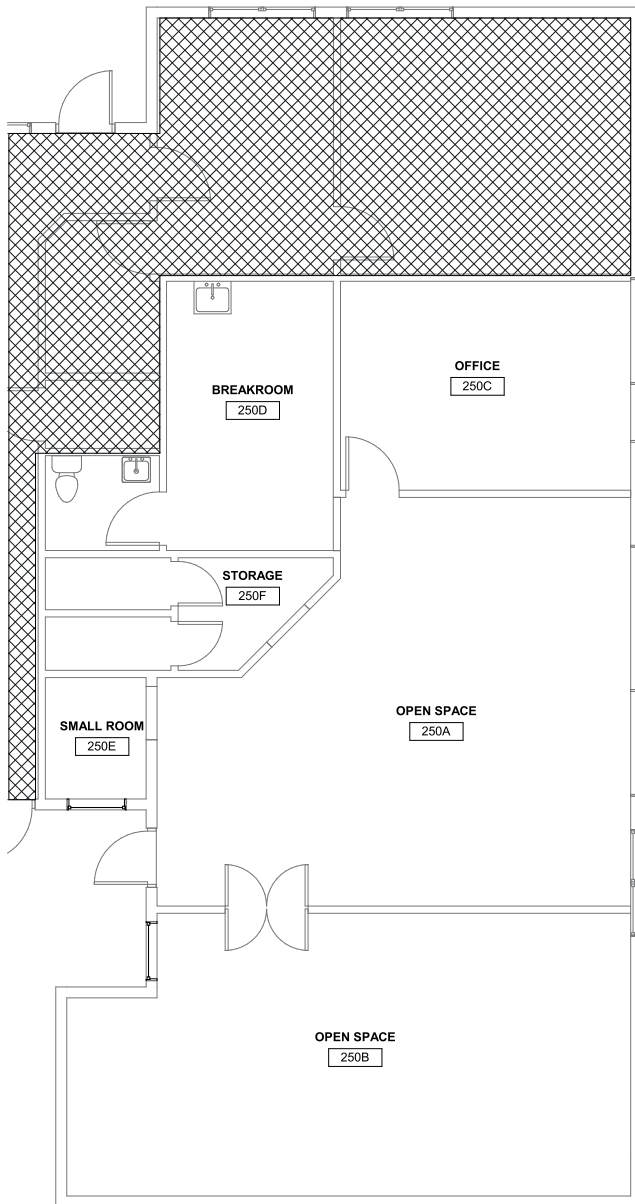 OFFICE
250C
BREAKROOM
250D
STORAGE
250F
OPEN SPACE
250A
SMALL ROOM
250E
OPEN SPACE
250B